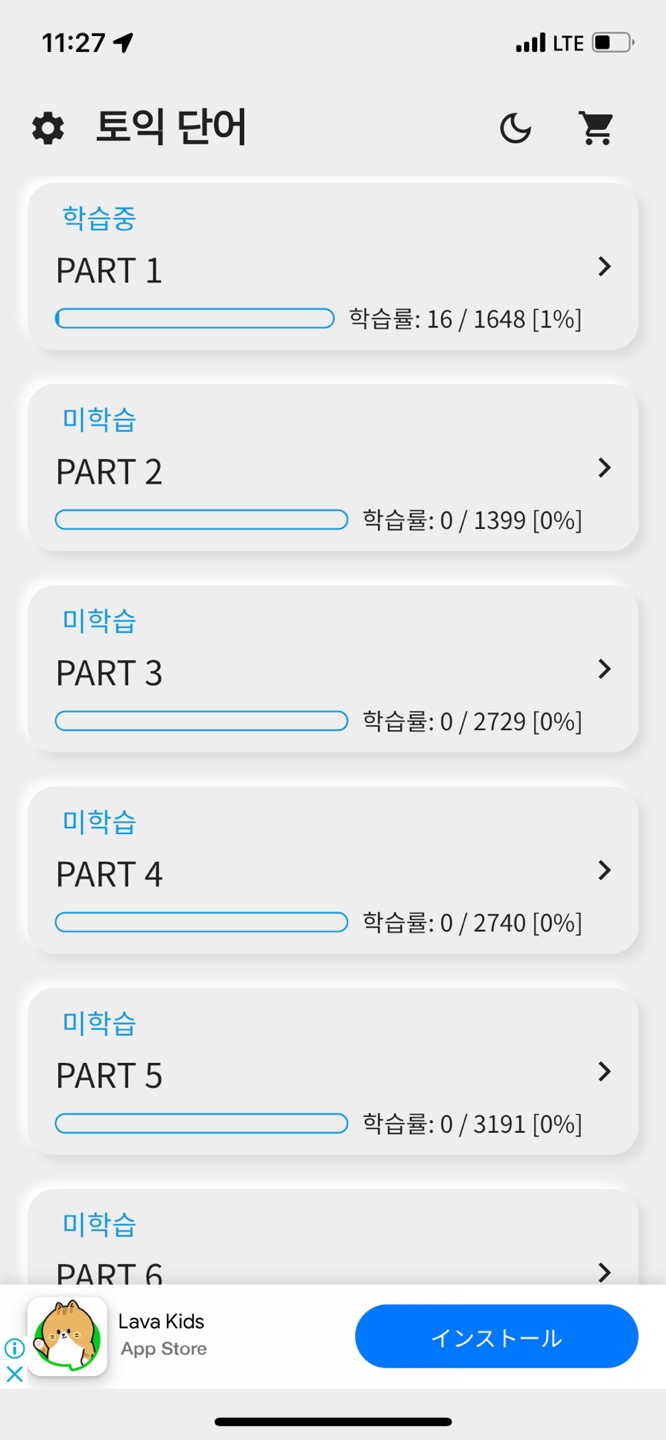 11:27
LTE
토익 단어
학습중
PART 1
학습률: 16 / 1648 [1%]
미학습
PART 2
학습률: 0 / 1399 [0%]
미학습
PART 3
학습률: 0 / 2729 [0%]
미학습
PART 4
학습률: 0 / 2740 [0%]
미학습
PART 5
학습률: 0 / 3191 [0%]
미학습
PART 6
Lava Kids
App Store
インストール